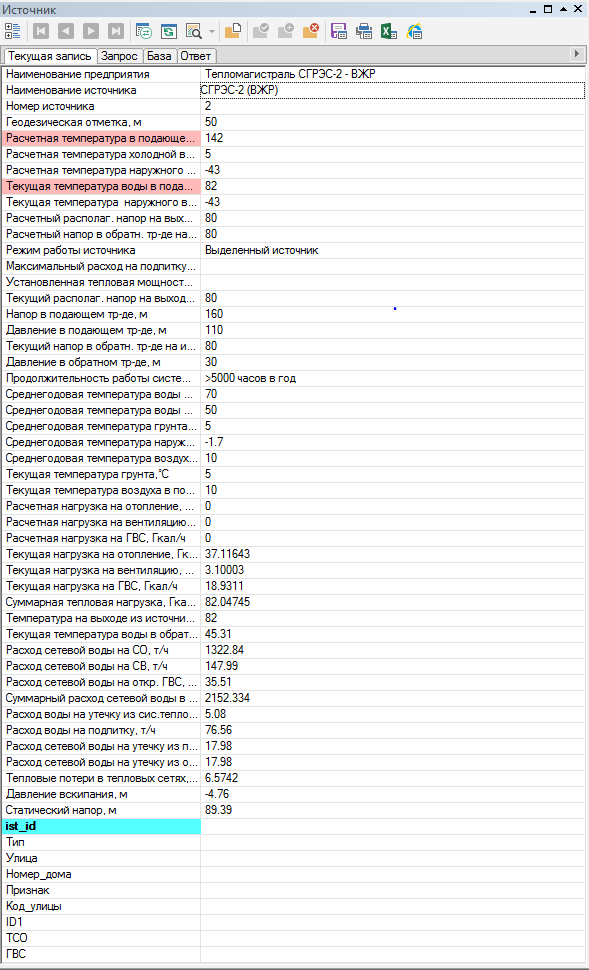 Источник
Текущая запись Запрос База Ответ
Наименование предприятия Тепломагистраль СГРЭС-2 - ВЖР
Наименование источника СГРЭС-2 (ВЖР)
Номер источника 2
Геодезическая отметка, м 50
Расчетная температура в подающе... 142
Расчетная температура холодной в... 5
Расчетная температура наружного ... -43
Текущая температура воды в пода... 82
Текущая температура наружного в... -43
Расчетный располаг. напор на вых... 80
Расчетный напор в обратн. тр-де на... 80
Режим работы источника Выделенный источник
Максимальный расход на подпитку...
Установленная тепловая мощност...
Текущий располаг. напор на выход... 80
Напор в подающем тр-де, м 160
Давление в подающем тр-де, м 110
Текущий напор в обратн. тр-де на и... 80
Давление в обратном тр-де, м 30
Продолжительность работы систе... >5000 часов в год
Среднегодовая температура воды ... 70
Среднегодовая температура воды ... 50
Среднегодовая температура грунта... 5
Среднегодовая температура наруж... -1.7
Среднегодовая температура воздух... 10
Текущая температура грунта,°C 5
Текущая температура воздуха в по... 10
Расчетная нагрузка на отопление, ... 0
Расчетная нагрузка на вентиляцию... 0
Расчетная нагрузка на ГВС, Гкал/ч 0
Текущая нагрузка на отопление, Гк... 37.11643
Текущая нагрузка на вентиляцию, ... 3.10003
Текущая нагрузка на ГВС, Гкал/ч 18.9311
Суммарная тепловая нагрузка, Гка... 82.04745
Температура на выходе из источни... 82
Текущая температура воды в обрат... 45.31
Расход сетевой воды на СО, т/ч 1322.84
Расход сетевой воды на СВ, т/ч 147.99
Расход сетевой воды на откр. ГВС, ... 35.51
Суммарный расход сетевой воды в ... 2152.334
Расход воды на утечку из сис.тепло... 5.08
Расход воды на подпитку, т/ч 76.56
Расход сетевой воды на утечку из п... 17.98
Расход сетевой воды на утечку из о... 17.98
Тепловые потери в тепловых сетях,... 6.5742
Давление вскипания, м -4.76
Статический напор, м 89.39
ist_id
Тип
Улица
Номер_дома
Признак
Код_улицы
ID1
ТСО
ГВС